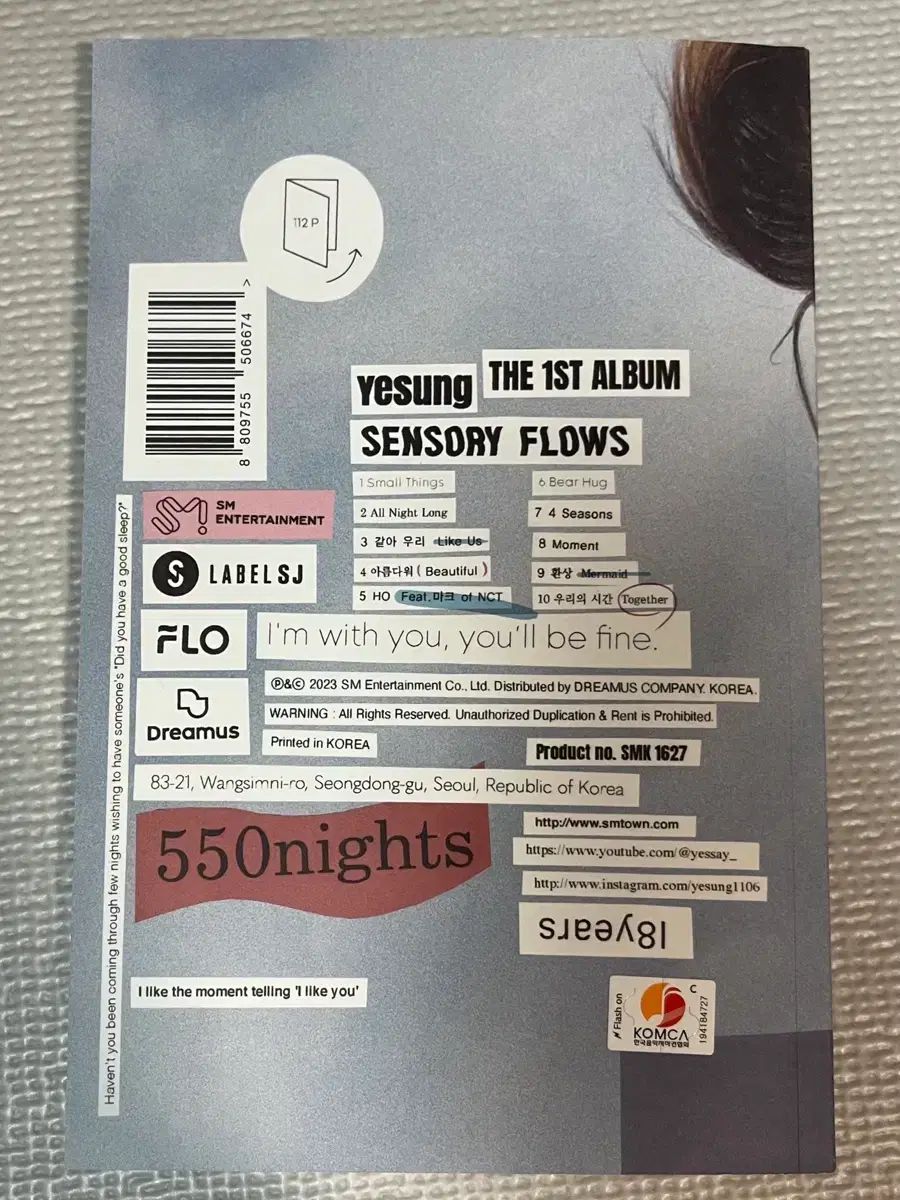 112 P
8 809755 506674 >
yesung THE 1ST ALBUM
SENSORY FLOWS
1 Small Things
2 All Night Long
3 같아 우리 Like Us
4 아름다워 ( Beautiful )
5 HO Feat.마크 of NCT
6 Bear Hug
7 4 Seasons
8 Moment
9 환상 Mermaid
10 우리의 시간 Together
SM
ENTERTAINMENT
S LABELSJ
FLO
Dreamus
I'm with you, you'll be fine.
Ⓟ&ⓒ 2023 SM Entertainment Co., Ltd. Distributed by DREAMUS COMPANY. KOREA.
WARNING : All Rights Reserved. Unauthorized Duplication & Rent is Prohibited.
Printed in KOREA
Product no. SMK 1627
83-21, Wangsimni-ro, Seongdong-gu, Seoul, Republic of Korea
550nights
http://www.smtown.com
https://www.youtube.com/@yessay_
http://www.instagram.com/yesung1106
18years
I like the moment telling 'I like you'
Haven't you been coming through few nights wishing to have someone's "Did you have a good sleep?"
Flash on
C
KOMCA
한국음악저작권협회
194184727